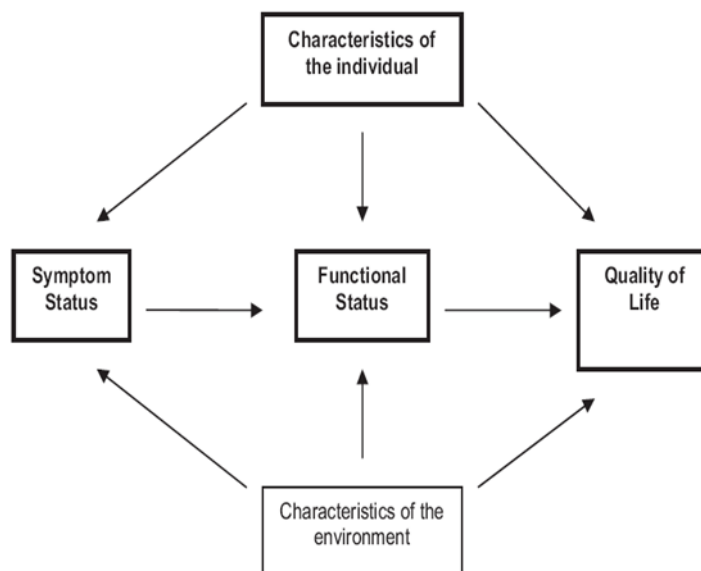 Characteristics of
the individual
Symptom
Status
Functional
Status
Quality of
Life
Characteristics of the
environment